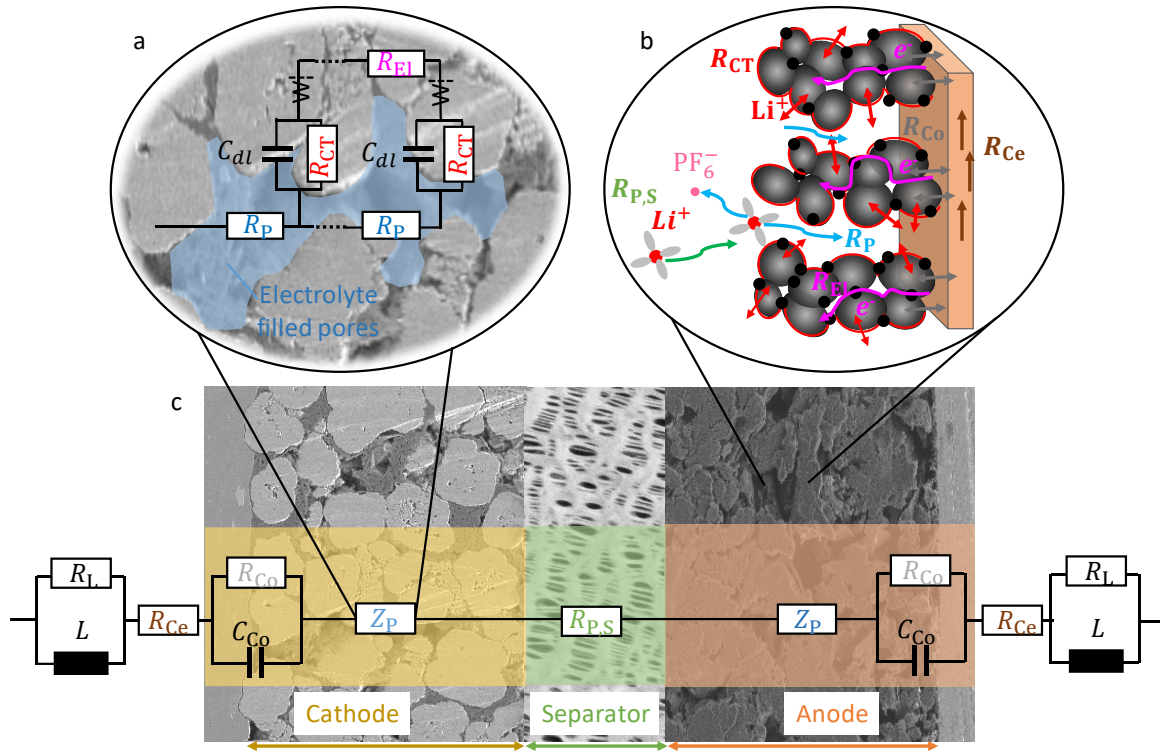 a
R_El
C_dl
R_CT
C_dl
R_CT
R_P
R_P
Electrolyte
filled pores
b
R_CT
e-
Li+
R_Co
R_Ce
e-
PF6−
R_P,S
Li+
R_P
R_El
e-
c
R_L
L
R_Ce
R_Co
C_Co
Z_P
R_P,S
Z_P
R_Co
C_Co
R_Ce
R_L
L
Cathode
Separator
Anode